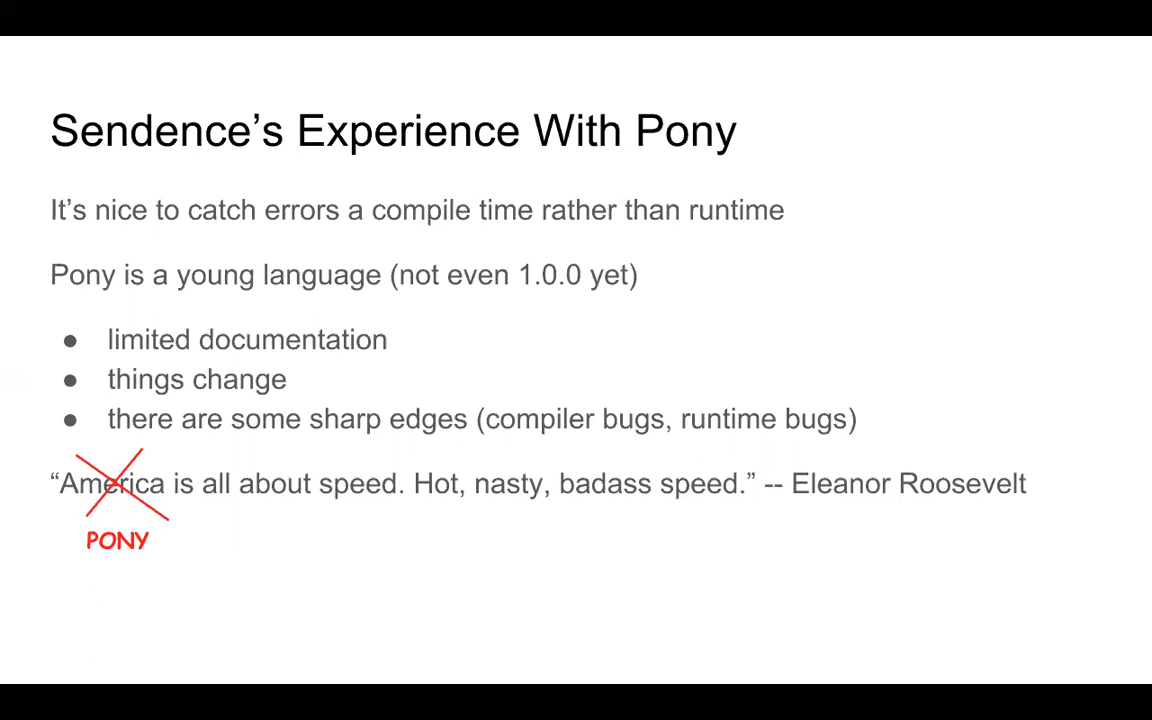 Sendence’s Experience With Pony
It’s nice to catch errors a compile time rather than runtime
Pony is a young language (not even 1.0.0 yet)
● limited documentation
● things change
● there are some sharp edges (compiler bugs, runtime bugs)
“America is all about speed. Hot, nasty, badass speed.” -- Eleanor Roosevelt
PONY